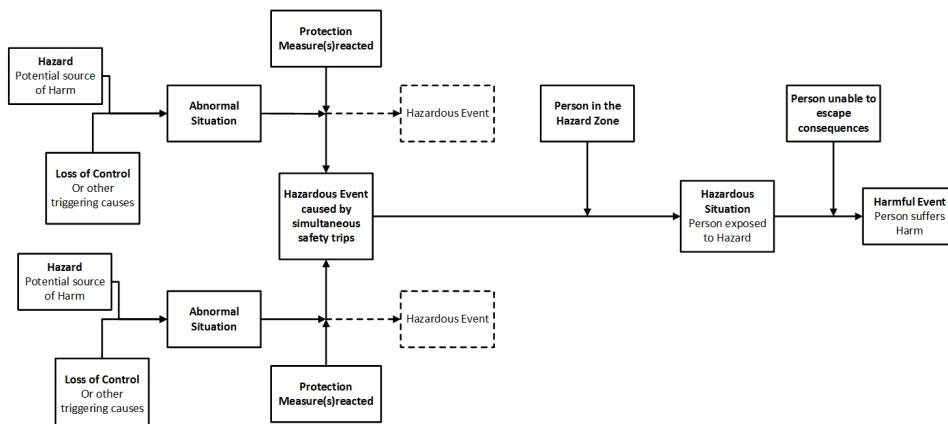 Protection
Measure(s)reacted
Hazard
Potential source
of Harm
Abnormal
Situation
Hazardous Event
Person in the
Hazard Zone
Person unable to
escape
consequences
Loss of Control
Or other
triggering causes
Hazardous Event
caused by
simultaneous
safety trips
Hazardous
Situation
Person exposed
to Hazard
Harmful Event
Person suffers
Harm
Hazard
Potential source
of Harm
Abnormal
Situation
Hazardous Event
Loss of Control
Or other
triggering causes
Protection
Measure(s)reacted